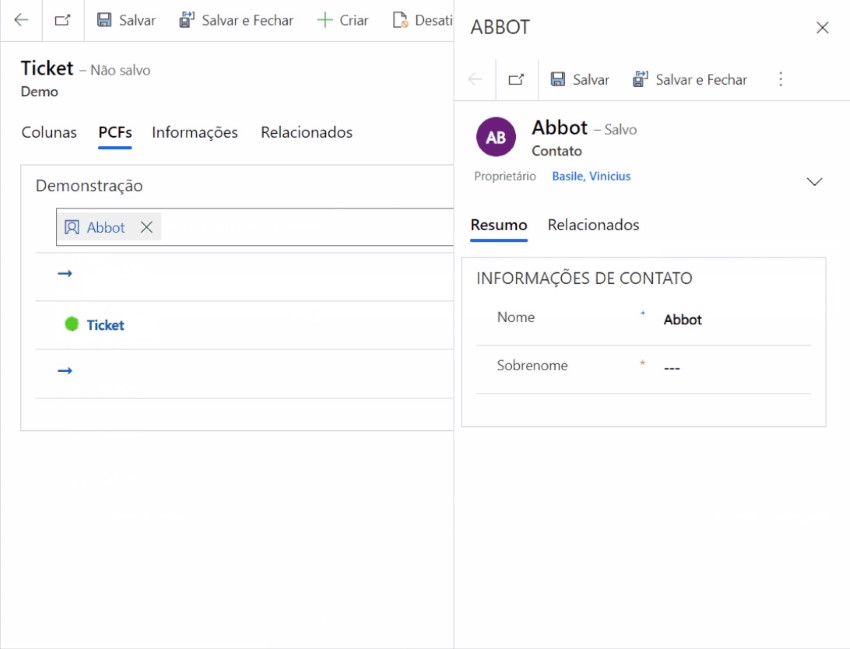 Salvar
Salvar e Fechar
Criar
Desati
Ticket – Não salvo
Demo
Colunas PCFs Informações Relacionados
Demonstração
Abbot
Ticket
ABBOT
Salvar
Salvar e Fechar
AB
Abbot – Salvo
Contato
Proprietário Basile, Vinicius
Resumo Relacionados
INFORMAÇÕES DE CONTATO
Nome * Abbot
Sobrenome * ---